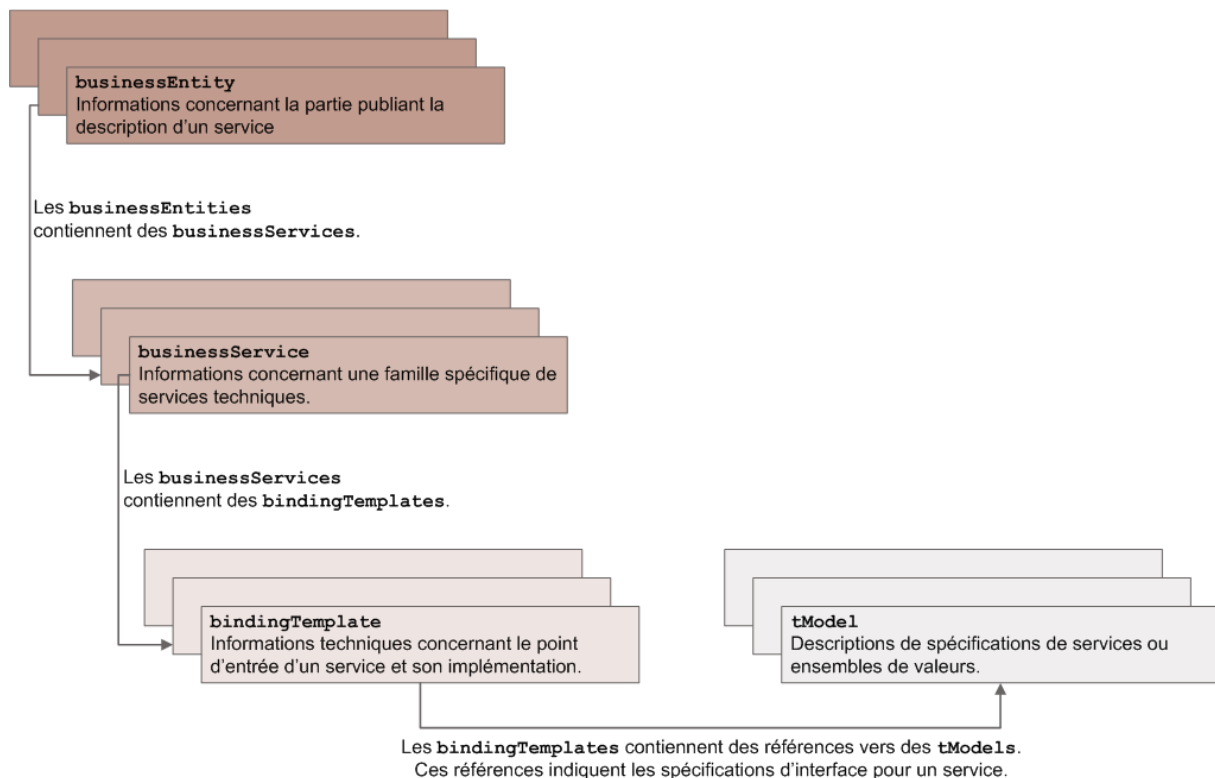 businessEntity
Informations concernant la partie publiant la
description d'un service
Les businessEntities
contiennent des businessServices.
businessService
Informations concernant une famille spécifique de
services techniques.
Les businessServices
contiennent des bindingTemplates.
bindingTemplate
Informations techniques concernant le point
d'entrée d'un service et son implémentation.
tModel
Descriptions de spécifications de services ou
ensembles de valeurs.
Les bindingTemplates contiennent des références vers des tModels.
Ces références indiquent les spécifications d'interface pour un service.